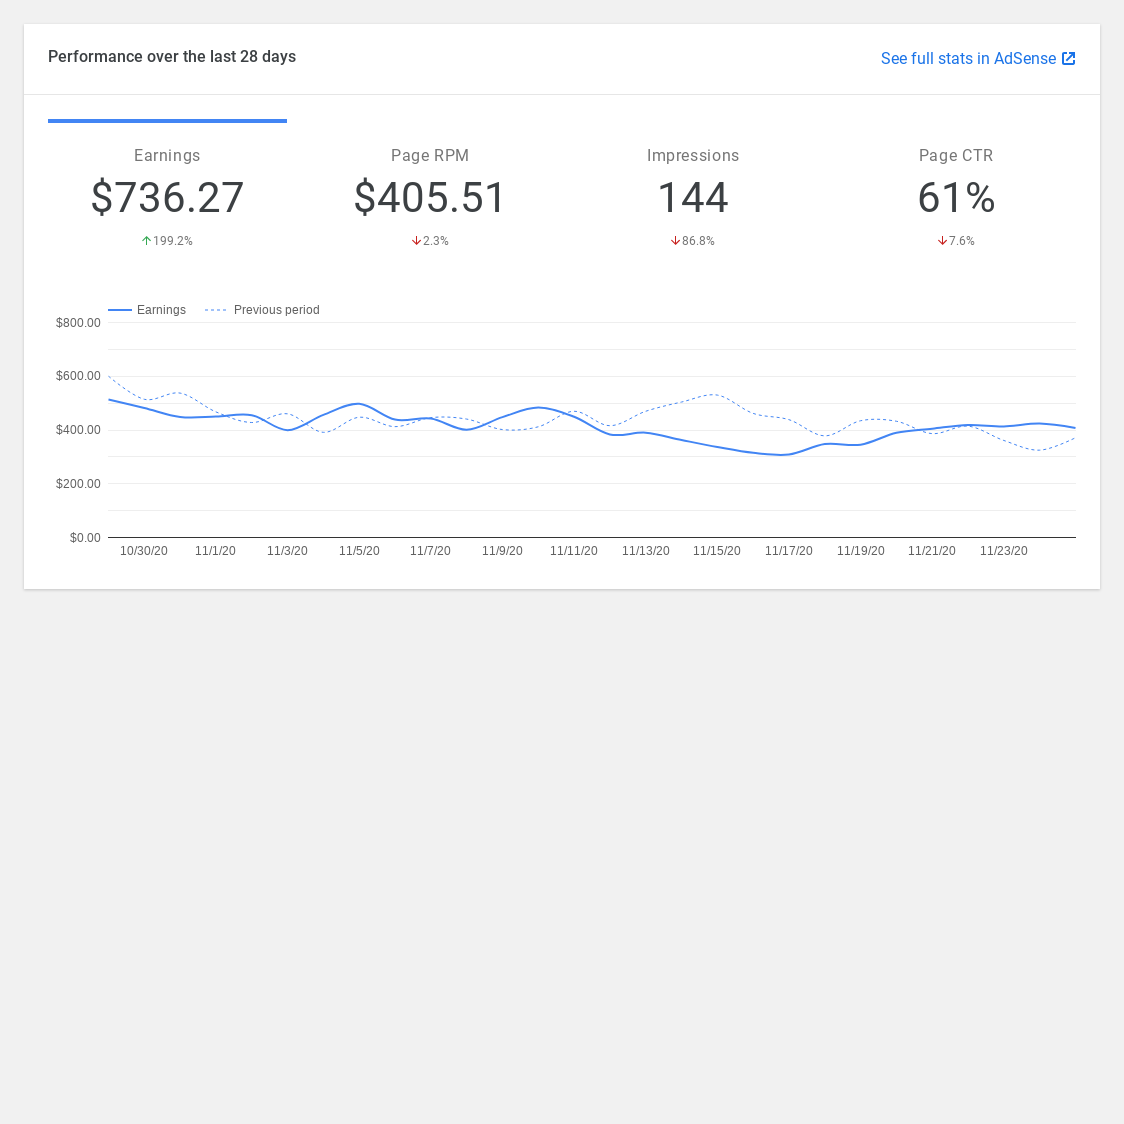 Performance over the last 28 days
See full stats in AdSense
Earnings
$736.27
199.2%
Page RPM
$405.51
2.3%
Impressions
144
86.8%
Page CTR
61%
7.6%
Earnings
Previous period
$800.00
$600.00
$400.00
$200.00
$0.00
10/30/20 11/1/20 11/3/20 11/5/20 11/7/20 11/9/20 11/11/20 11/13/20 11/15/20 11/17/20 11/19/20 11/21/20 11/23/20